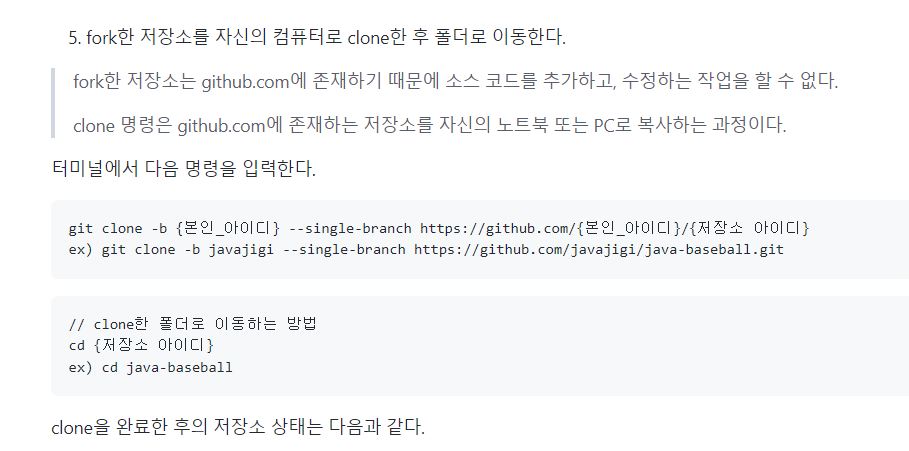 5. fork한 저장소를 자신의 컴퓨터로 clone한 후 폴더로 이동한다.
fork한 저장소는 github.com에 존재하기 때문에 소스 코드를 추가하고, 수정하는 작업을 할 수 없다.
clone 명령은 github.com에 존재하는 저장소를 자신의 노트북 또는 PC로 복사하는 과정이다.
터미널에서 다음 명령을 입력한다.
git clone -b {본인_아이디} --single-branch https://github.com/{본인_아이디}/{저장소 아이디}
ex) git clone -b javajigi --single-branch https://github.com/javajigi/java-baseball.git
// clone한 폴더로 이동하는 방법
cd {저장소 아이디}
ex) cd java-baseball
clone을 완료한 후의 저장소 상태는 다음과 같다.